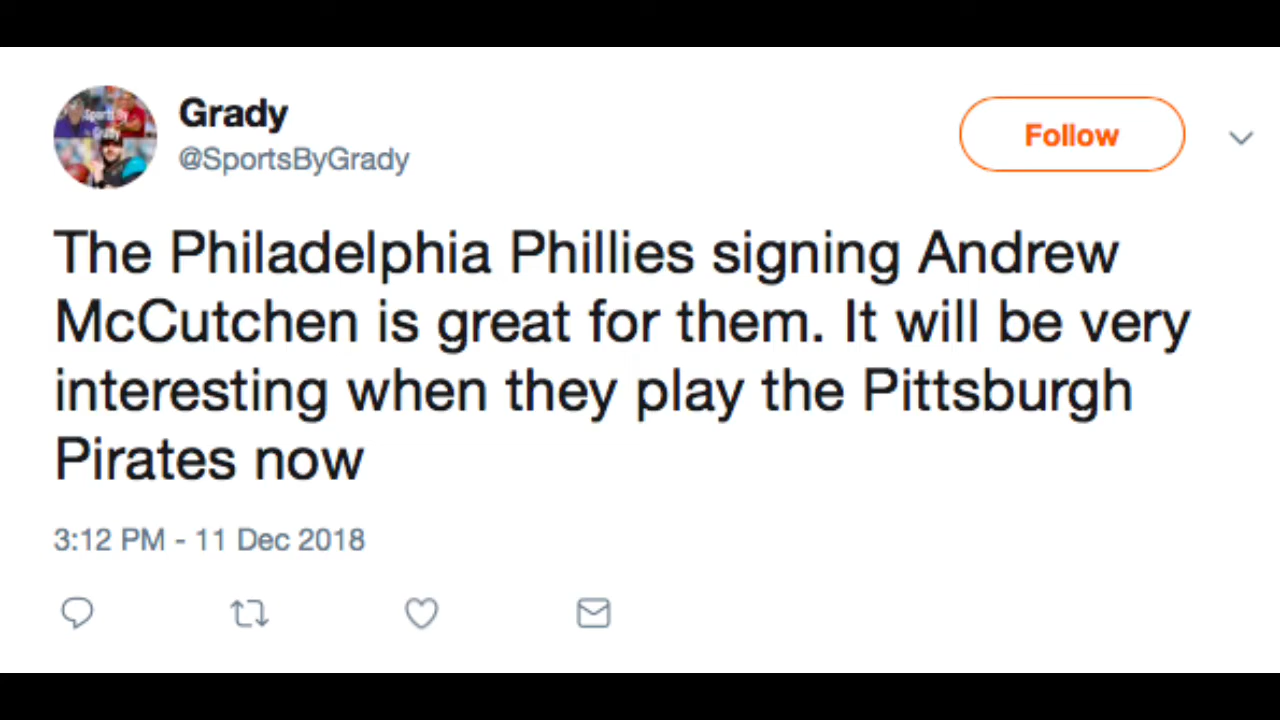 Grady
@SportsByGrady
Follow
The Philadelphia Phillies signing Andrew
McCutchen is great for them. It will be very
interesting when they play the Pittsburgh
Pirates now
3:12 PM - 11 Dec 2018